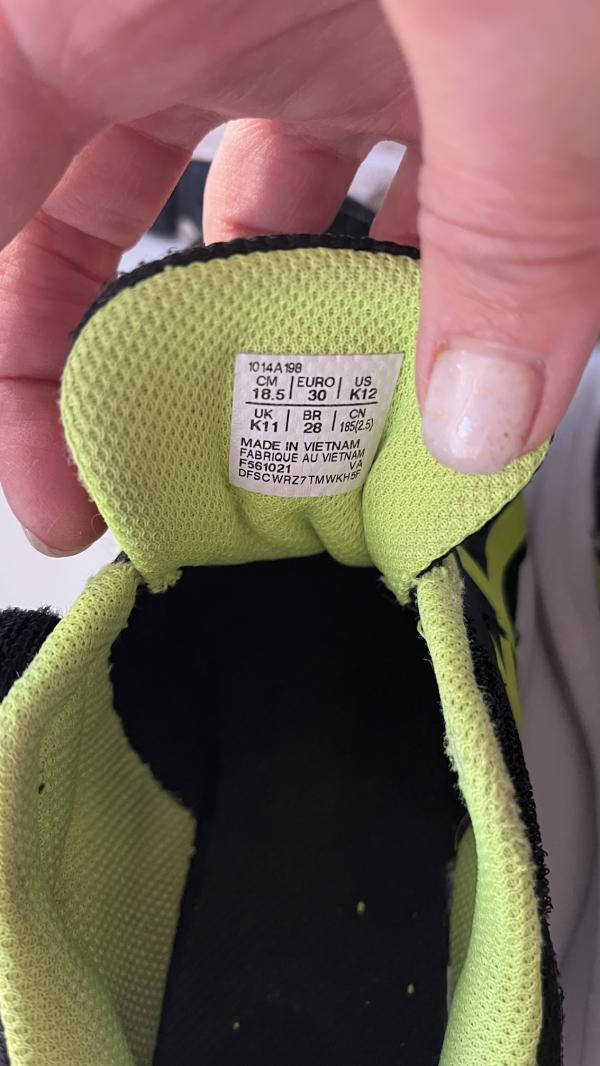 1014A198
CM | EURO | US
18.5 | 30 | K12
UK | BR | CN
K11 | 28 | 185(2.5)
MADE IN VIETNAM
FABRIQUE AU VIETNAM
F561021 VA
DFSCWRZ7TMWKH5F